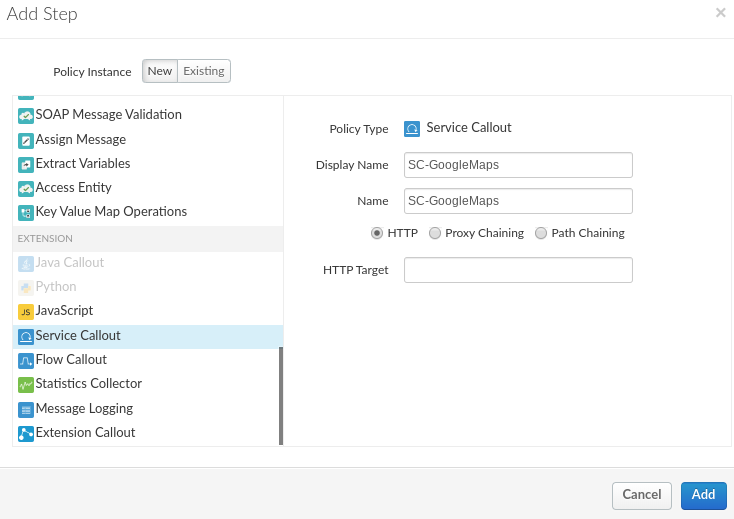 Add Step
×
Policy Instance New Existing
SOAP Message Validation
Assign Message
Extract Variables
Access Entity
Key Value Map Operations
EXTENSION
Java Callout
Python
JS JavaScript
Service Callout
Flow Callout
Statistics Collector
Message Logging
Extension Callout
Policy Type Service Callout
Display Name SC-GoogleMaps
Name SC-GoogleMaps
HTTP Proxy Chaining Path Chaining
HTTP Target
Cancel Add